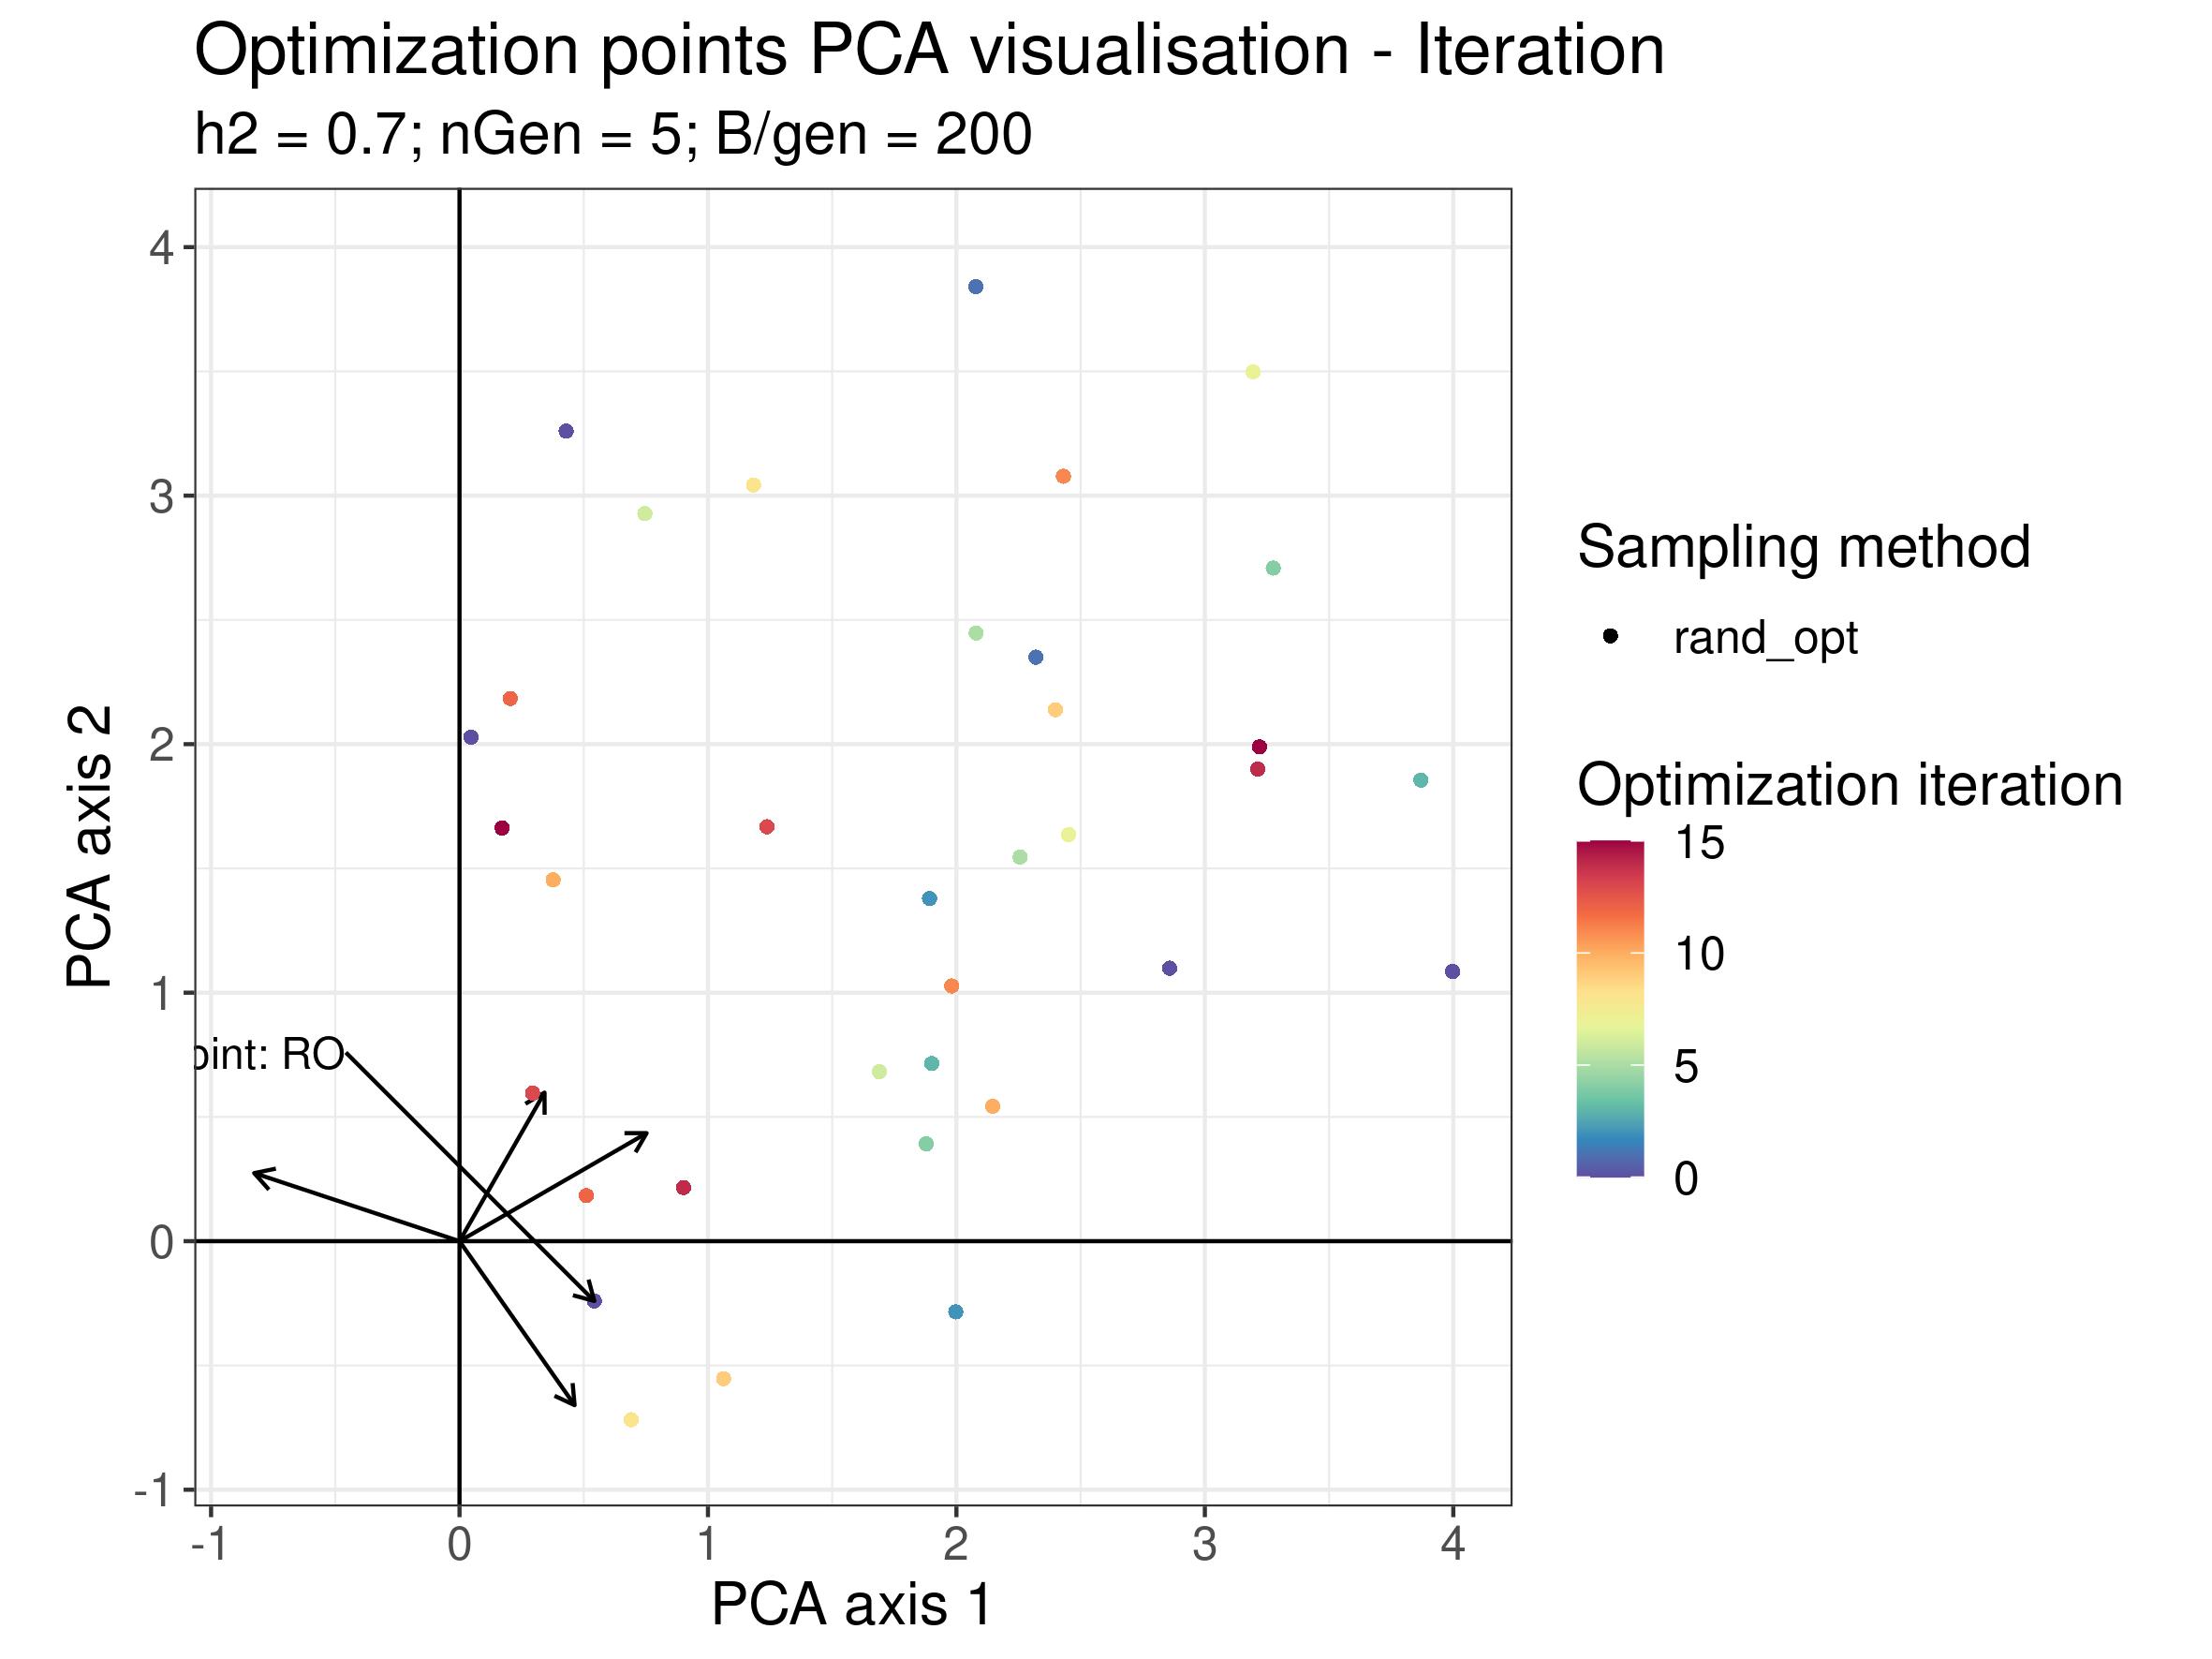 Optimization points PCA visualisation - Iteration
h2 = 0.7; nGen = 5; B/gen = 200
4
3
2
1
0
-1
PCA axis 2
oint: RO
-1
0
1
2
3
4
PCA axis 1
Sampling method
rand_opt
Optimization iteration
15
10
5
0